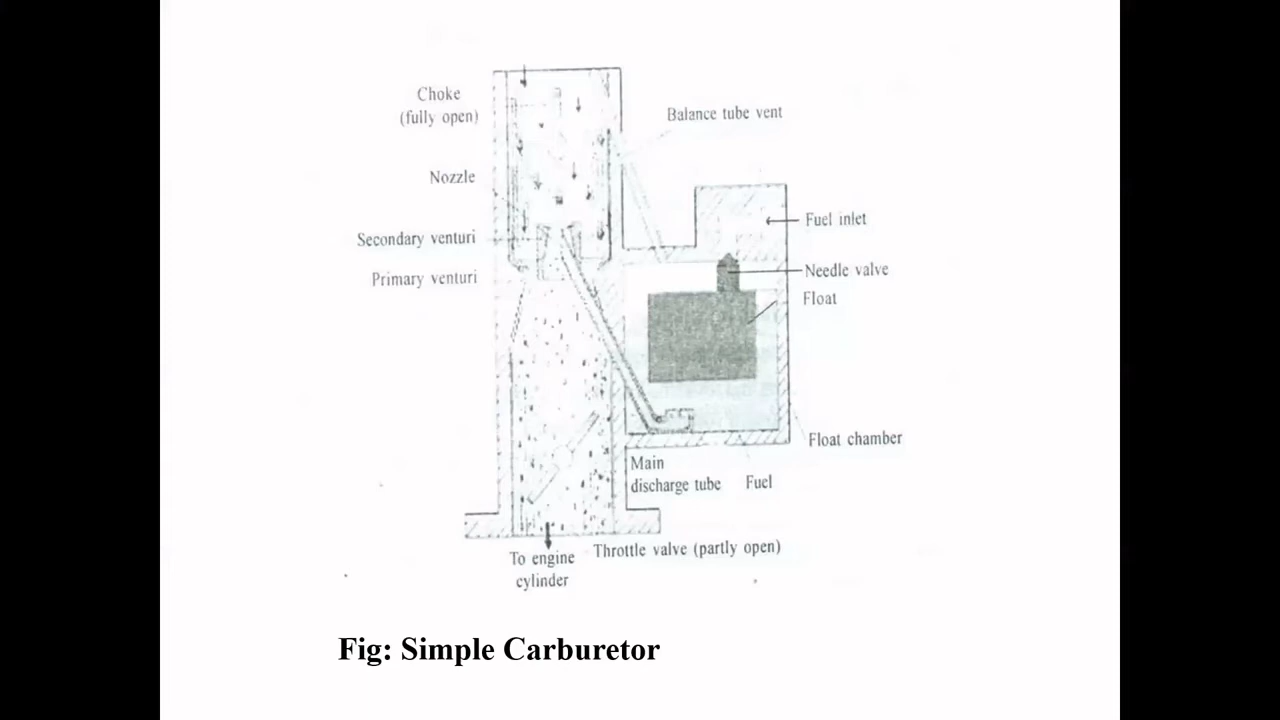 Choke
(fully open)
Balance tube vent
Nozzle
Fuel inlet
Secondary venturi
Needle valve
Primary venturi
Float
Float chamber
Main
discharge tube
Fuel
To engine
cylinder
Throttle valve (partly open)
Fig: Simple Carburetor